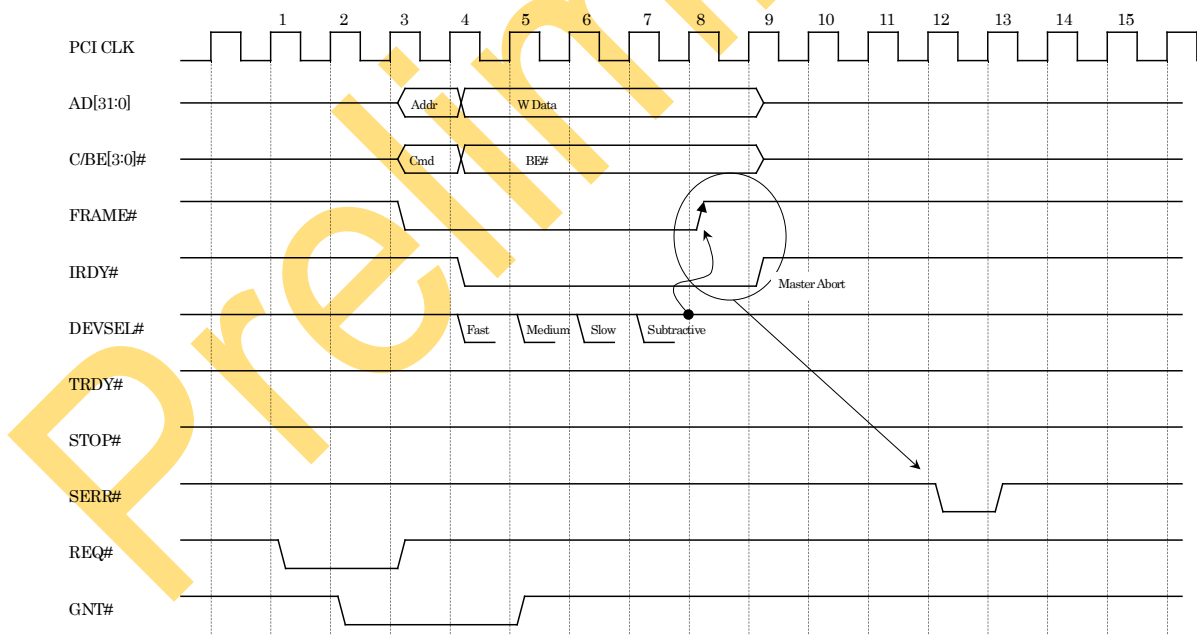 1 2 3 4 5 6 7 8 9 10 11 12 13 14 15
PCI CLK
AD[31:0] Addr W Data
C/BE[3:0]# Cmd BE#
FRAME#
IRDY#
Master Abort
DEVSEL# Fast Medium Slow Subtractive
TRDY#
STOP#
SERR#
REQ#
GNT#